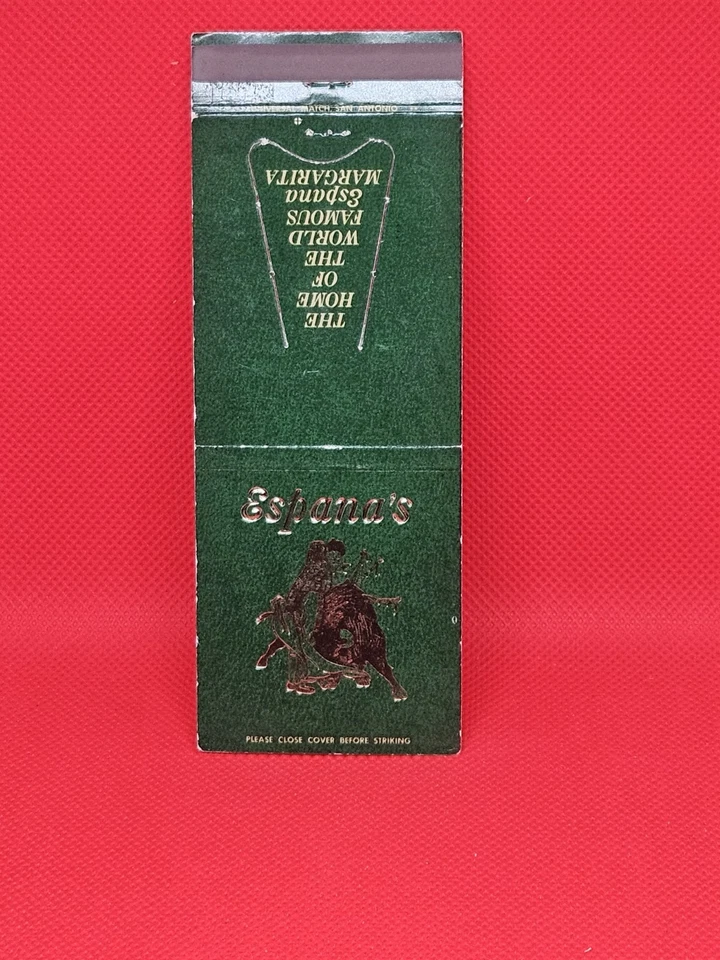 UNIVERSAL MATCH, SAN ANTONIO
THE
HOME
OF
THE
WORLD
FAMOUS
Espana
MARGARITA
Espana's
PLEASE CLOSE COVER BEFORE STRIKING